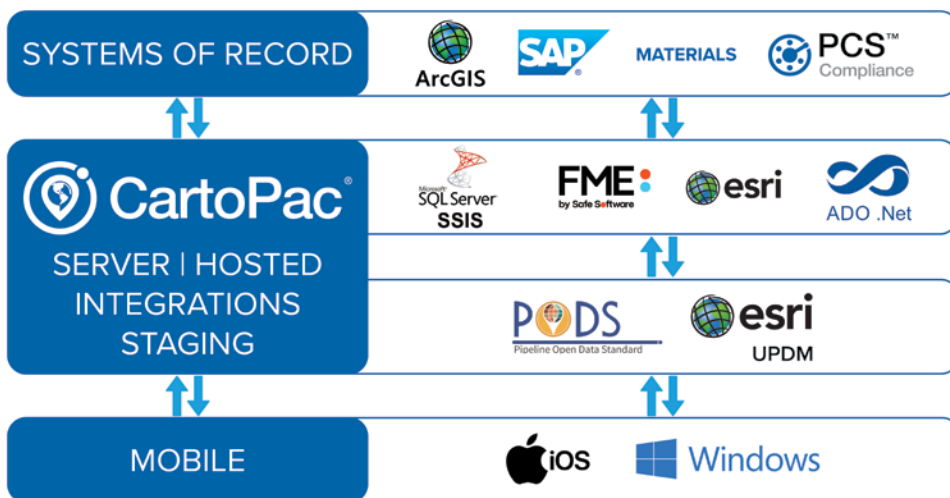 SYSTEMS OF RECORD
ArcGIS
SAP®
MATERIALS
PCS™
Compliance
CartoPac®
SERVER | HOSTED
INTEGRATIONS
STAGING
Microsoft®
SQL Server
SSIS
FME
by Safe Software
esri
ADO .Net
PODS
Pipeline Open Data Standard
esri
UPDM
MOBILE
iOS
Windows